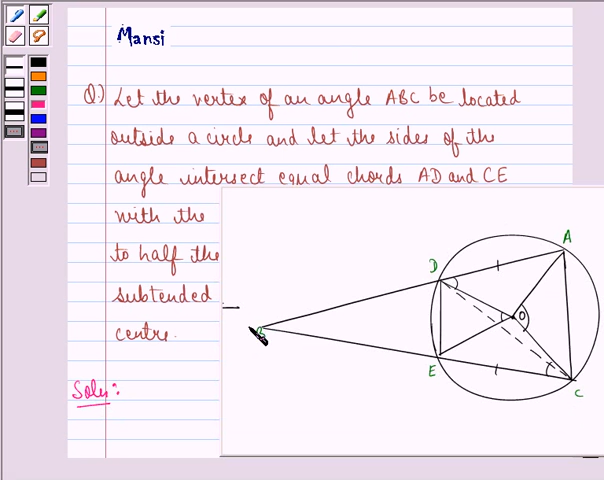 Mansi
Q.) Let the vertex of an angle ABC be located
outside a circle and let the sides of the
angle intersect equal chords AD and CE
with the
to half the
subtended
centre.
Soln:
A
D
O
B
E
C